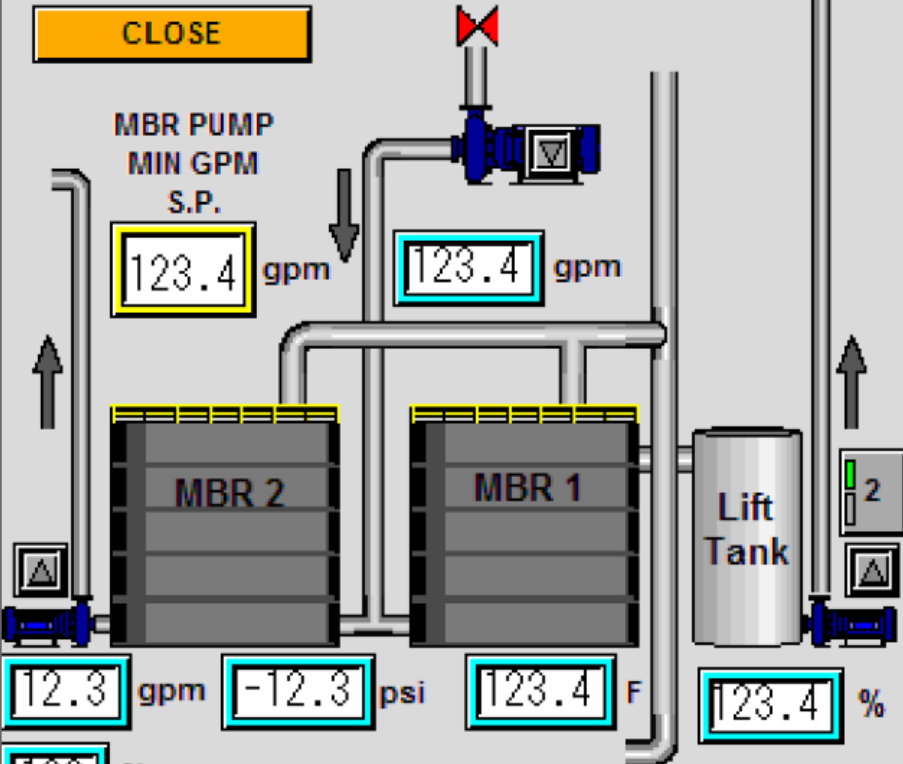 CLOSE
MBR PUMP
MIN GPM
S.P.
123.4 gpm
123.4 gpm
MBR 2
MBR 1
Lift
Tank
2
12.3 gpm
-12.3 psi
123.4 F
123.4 %